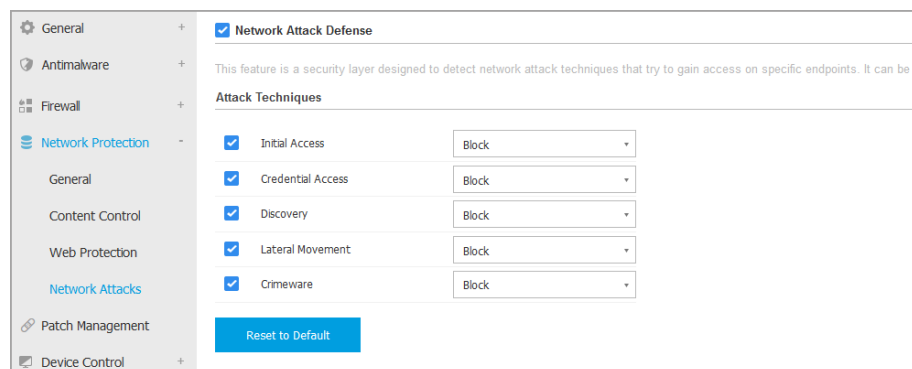 General +
Antimalware +
Firewall +
Network Protection -
General
Content Control
Web Protection
Network Attacks
Patch Management
Device Control +
Network Attack Defense
This feature is a security layer designed to detect network attack techniques that try to gain access on specific endpoints. It can be
Attack Techniques
Initial Access Block
Credential Access Block
Discovery Block
Lateral Movement Block
Crimeware Block
Reset to Default